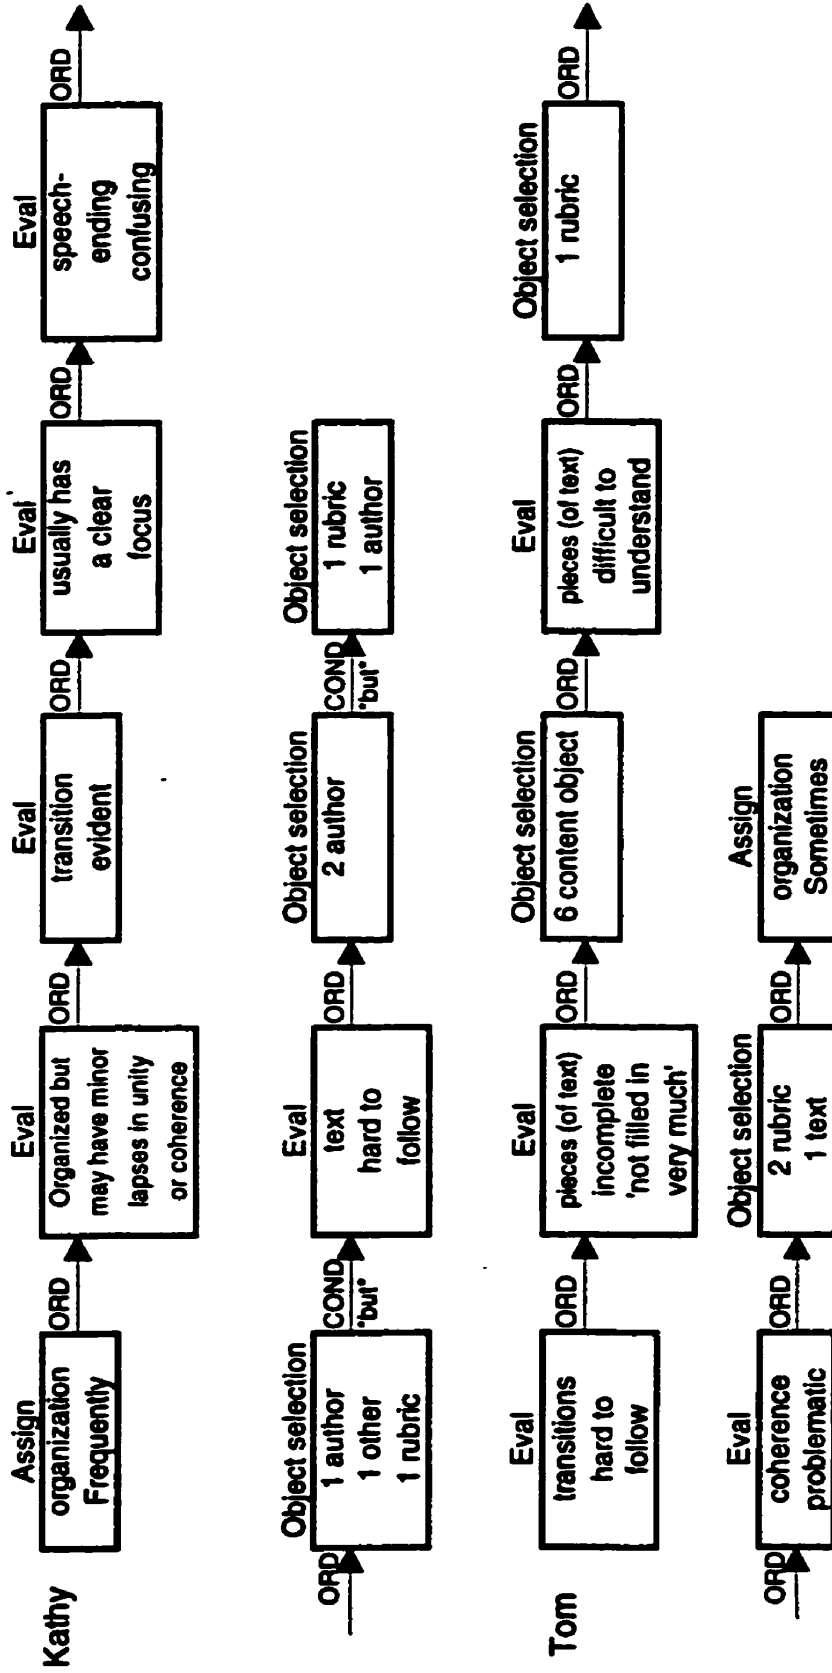 Kathy
Assign
organization
Frequently
ORD
Eval
Organized but
may have minor
lapses in unity
or coherence
ORD
Eval
transition
evident
ORD
Eval
usually has
a clear
focus
ORD
Eval
speech-
ending
confusing
ORD
ORD
Object selection
1 author
1 other
1 rubric
COND
"but"
Eval
text
hard to
follow
ORD
Object selection
2 author
COND
"but"
Object selection
1 rubric
1 author
Tom
Eval
transitions
hard to
follow
ORD
Eval
pieces (of text)
incomplete
'not filled in
very much'
ORD
Object selection
6 content object
ORD
Eval
pieces (of text)
difficult to
understand
ORD
Object selection
1 rubric
ORD
ORD
Eval
coherence
problematic
ORD
Object selection
2 rubric
1 text
ORD
Assign
organization
Sometimes